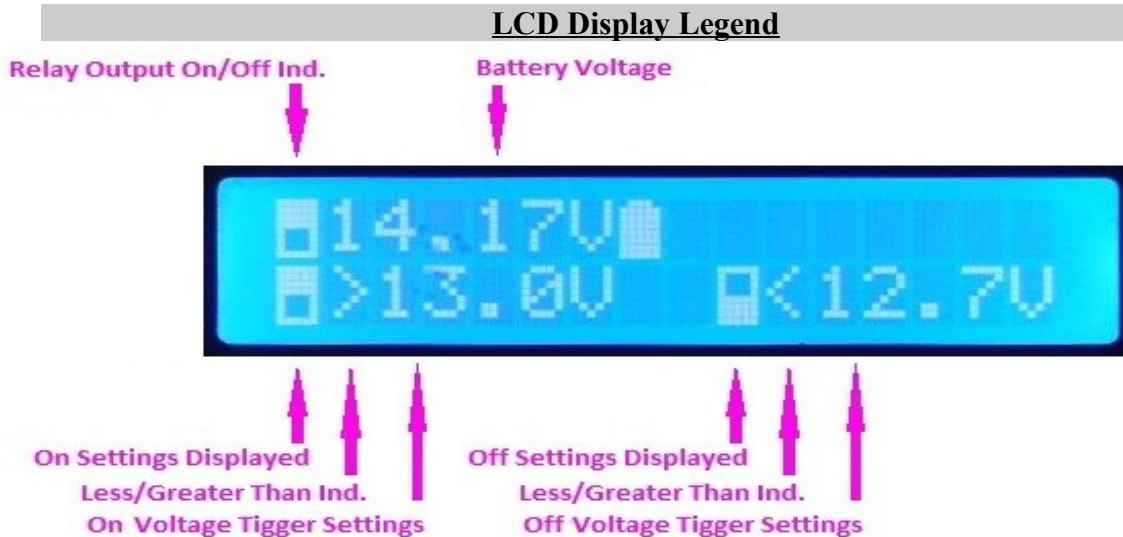 LCD Display Legend
Relay Output On/Off Ind. Battery Voltage
14.17V
>13.0V <12.7V
On Settings Displayed Off Settings Displayed
Less/Greater Than Ind. Less/Greater Than Ind.
On Voltage Tigger Settings Off Voltage Tigger Settings